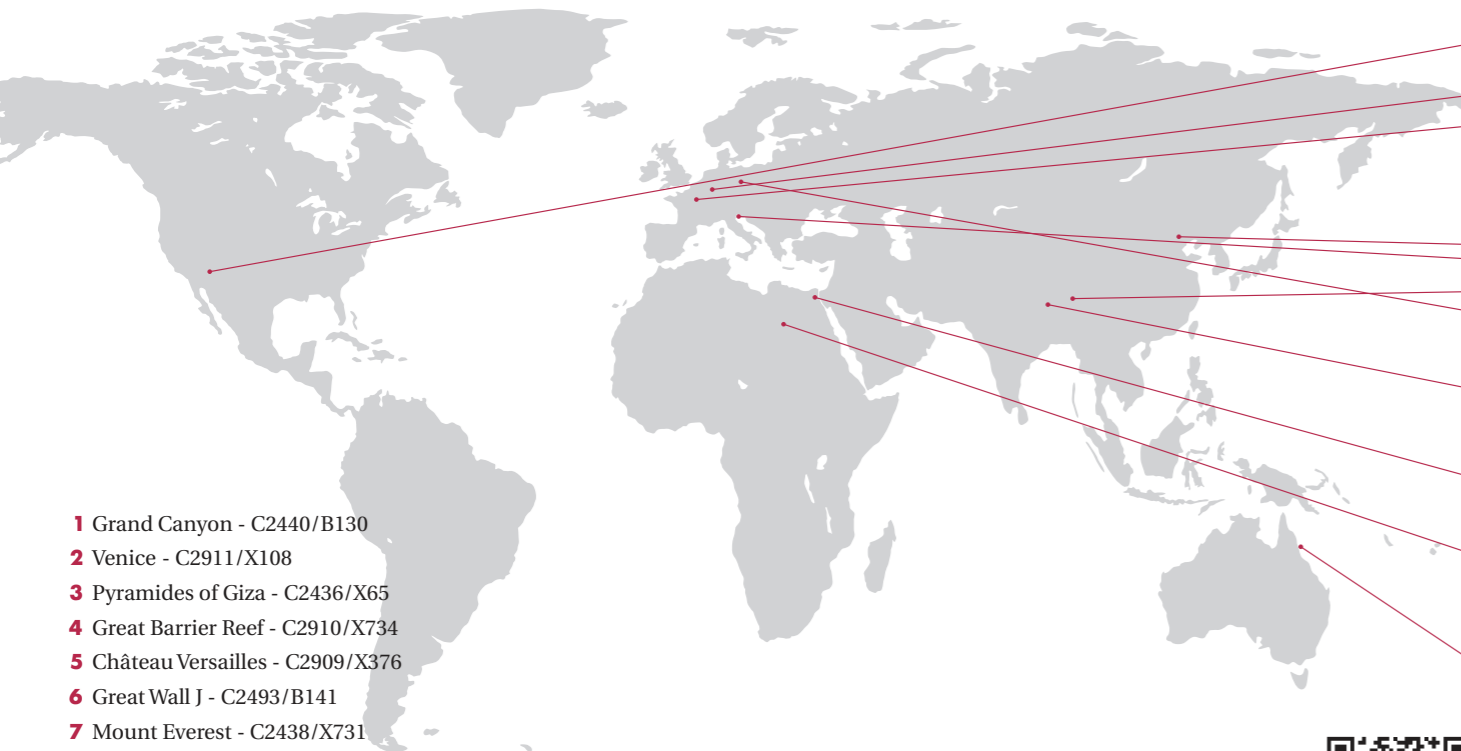 1 Grand Canyon - C2440/B130
2 Venice - C2911/X108
3 Pyramides of Giza - C2436/X65
4 Great Barrier Reef - C2910/X734
5 Château Versailles - C2909/X376
6 Great Wall J - C2493/B141
7 Mount Everest - C2438/X731